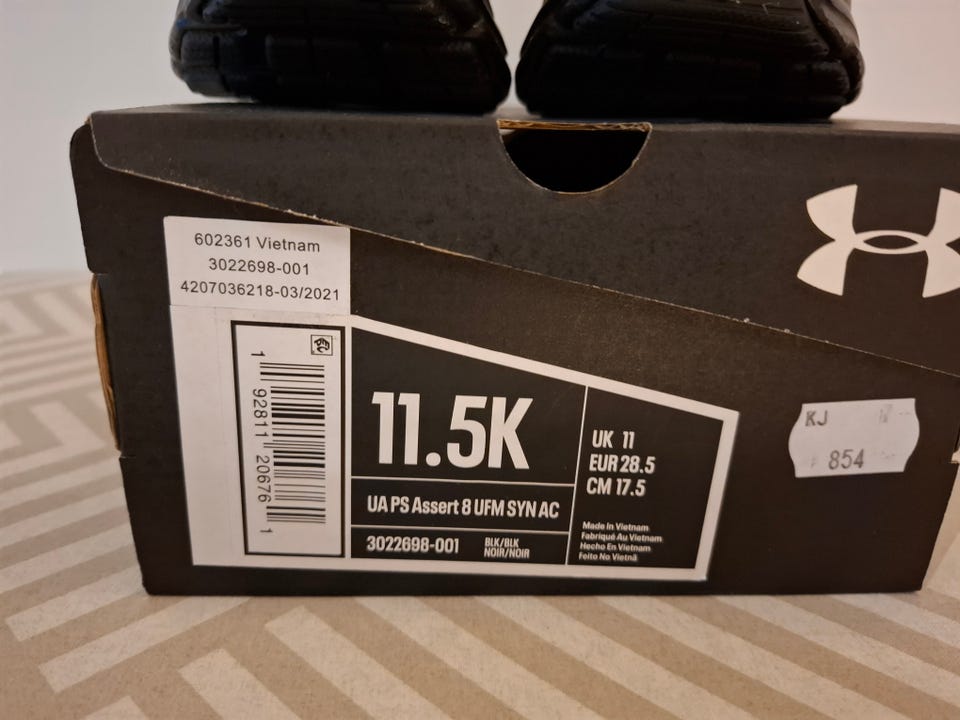 602361 Vietnam
3022698-001
4207036218-03/2021
1 92811 20676 1
11.5K
UA PS Assert 8 UFM SYN AC
3022698-001
BLK/BLK
NOIR/NOIR
UK 11
EUR 28.5
CM 17.5
Made In Vietnam
Fabriqué Au Vietnam
Hecho En Vietnam
Feito No Vietnã
KJ
854